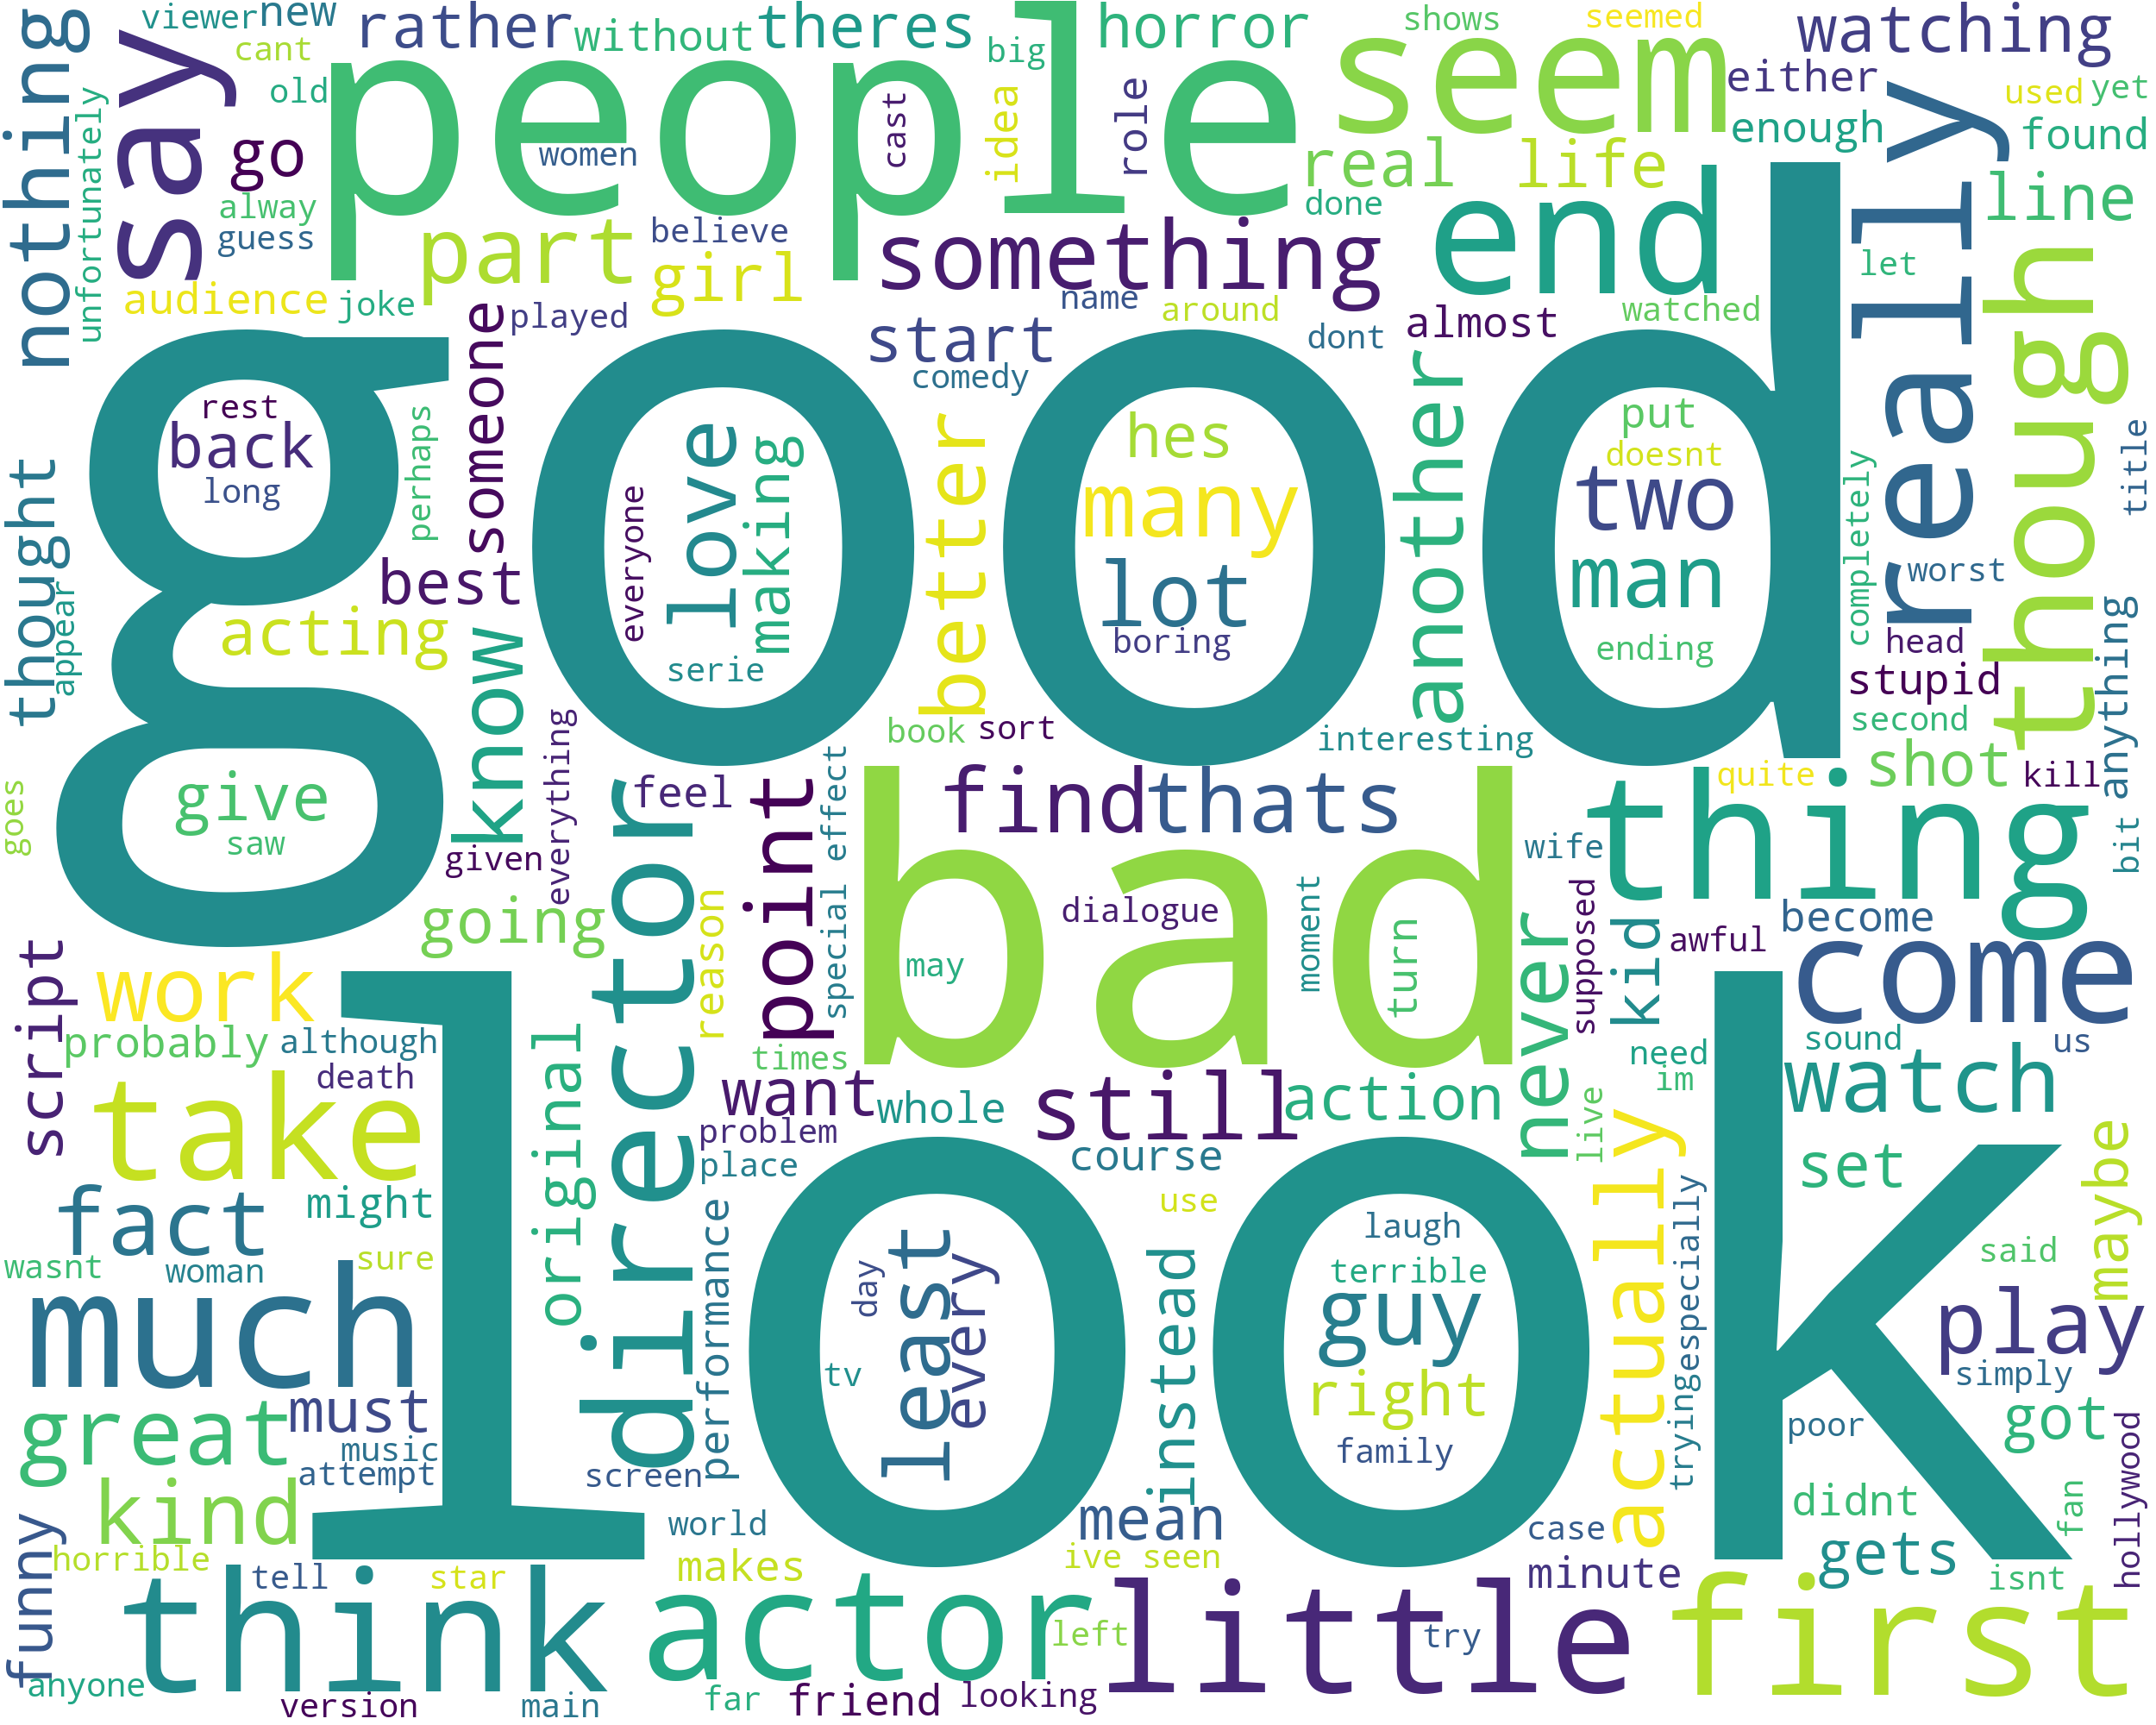 viewer new rather without theres big horror shows seemed watching
cant either
nothing say old people cast idea role seem used yet
unfortunately go women real life enough really found
alway done line
guess part believe something end let though
audience joke girl name around watched
someone played start dont almost
comedy
rest good hes another put title
back perhaps love making better many doesnt
long everyone two completely
thought best lot man worst
appear acting know serie boring ending head anything
stupid
book sort interesting second
goes give everything feel point special effect find thats quite shot kill
saw given wife thing bit
going director reason bad dialogue moment turn never supposed kid become
script work may awful come
probably although original times sound us
death want whole still action need watch
take problem im
fact might place course live set maybe
performance use actually especially
wasnt woman sure look day least every instead laugh said
much terrible guy play
must tv right trying simply
great music family poor got hollywood
attempt screen
kind mean didnt fan
funny horrible world case gets
think tell star makes ive seen minute isnt
actor left little try first
anyone version main far friend looking